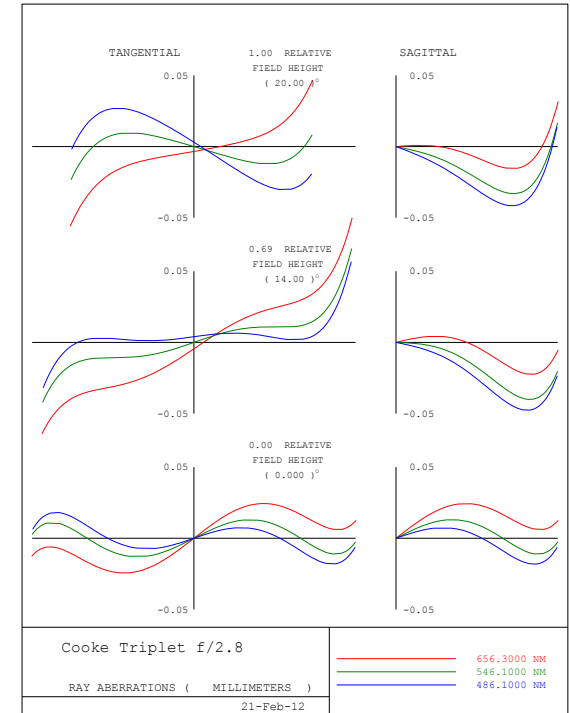 TANGENTIAL 1.00 RELATIVE SAGITTAL
FIELD HEIGHT
( 20.00 )°
0.05 0.05
-0.05 -0.05
0.69 RELATIVE
FIELD HEIGHT
( 14.00 )°
0.05 0.05
-0.05 -0.05
0.00 RELATIVE
FIELD HEIGHT
( 0.000 )°
0.05 0.05
-0.05 -0.05
Cooke Triplet f/2.8
RAY ABERRATIONS ( MILLIMETERS )
21-Feb-12
656.3000 NM
546.1000 NM
486.1000 NM